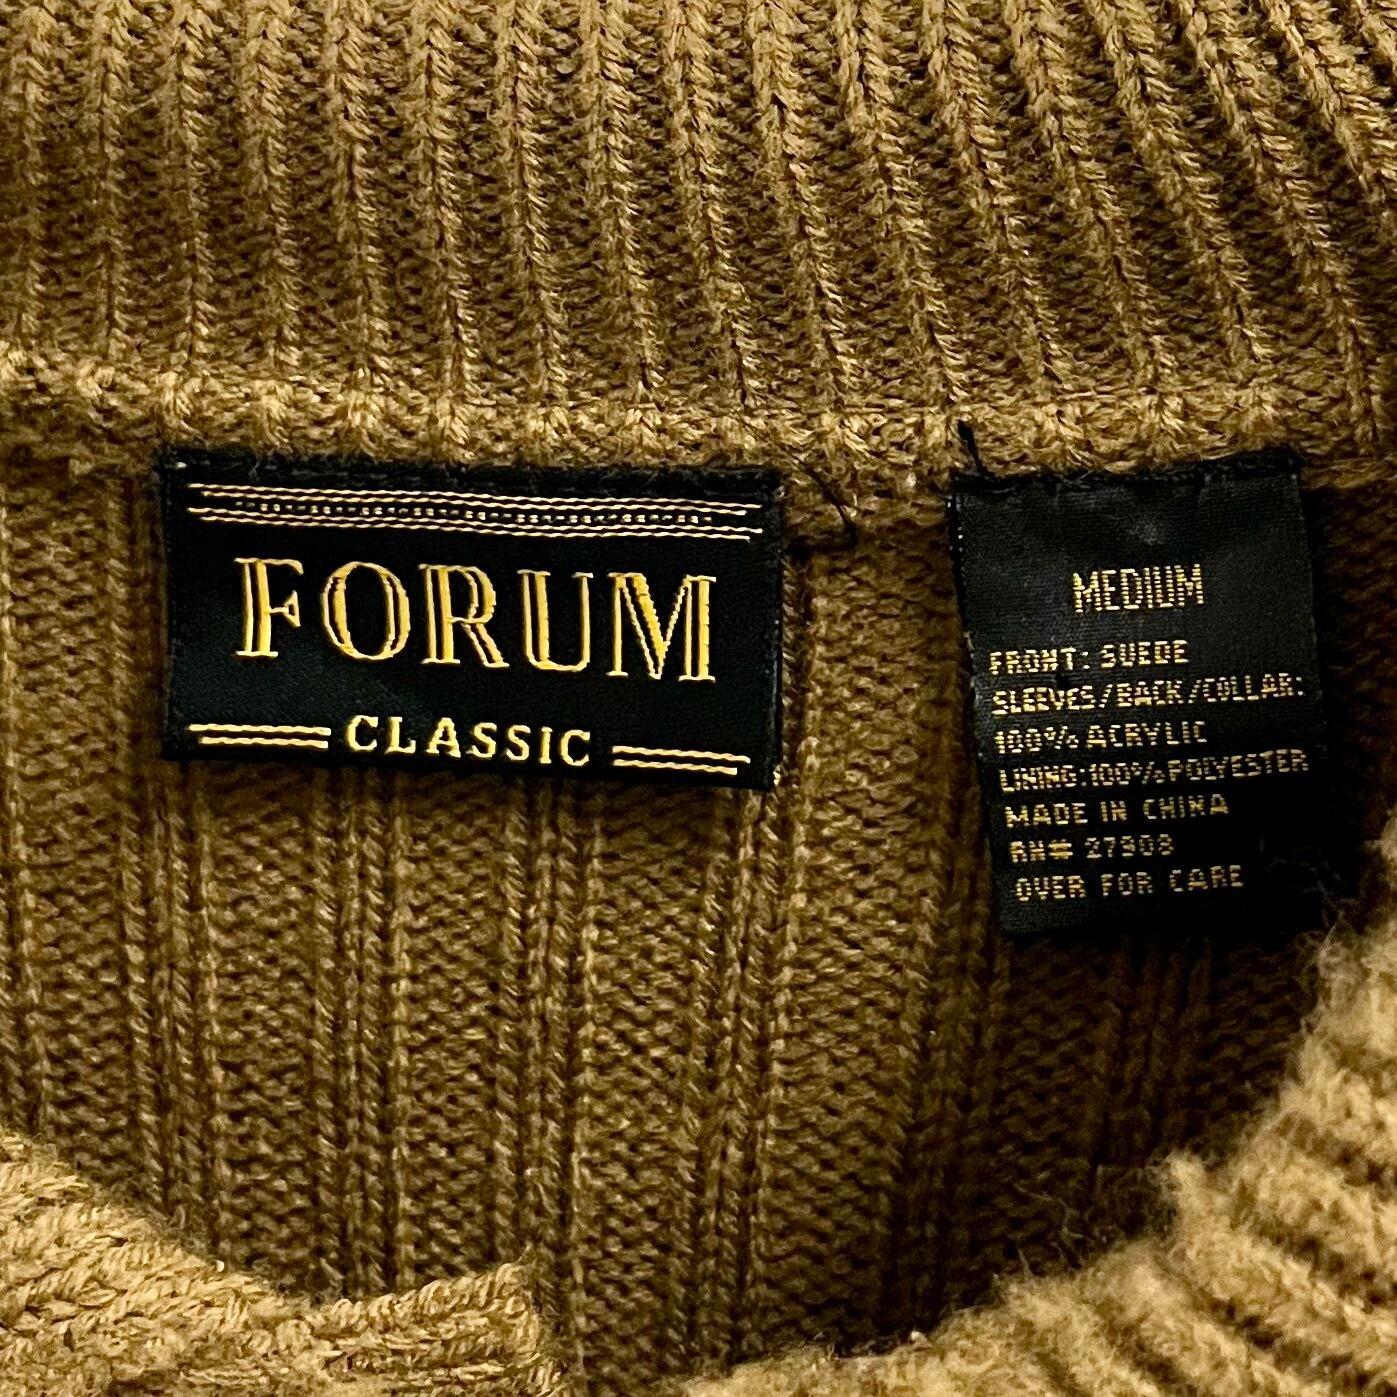 FORUM
CLASSIC
MEDIUM
FRONT: SUEDE
SLEEVES/BACK/COLLAR:
100% ACRYLIC
LINING:100% POLYESTER
MADE IN CHINA
RN# 27908
OVER FOR CARE